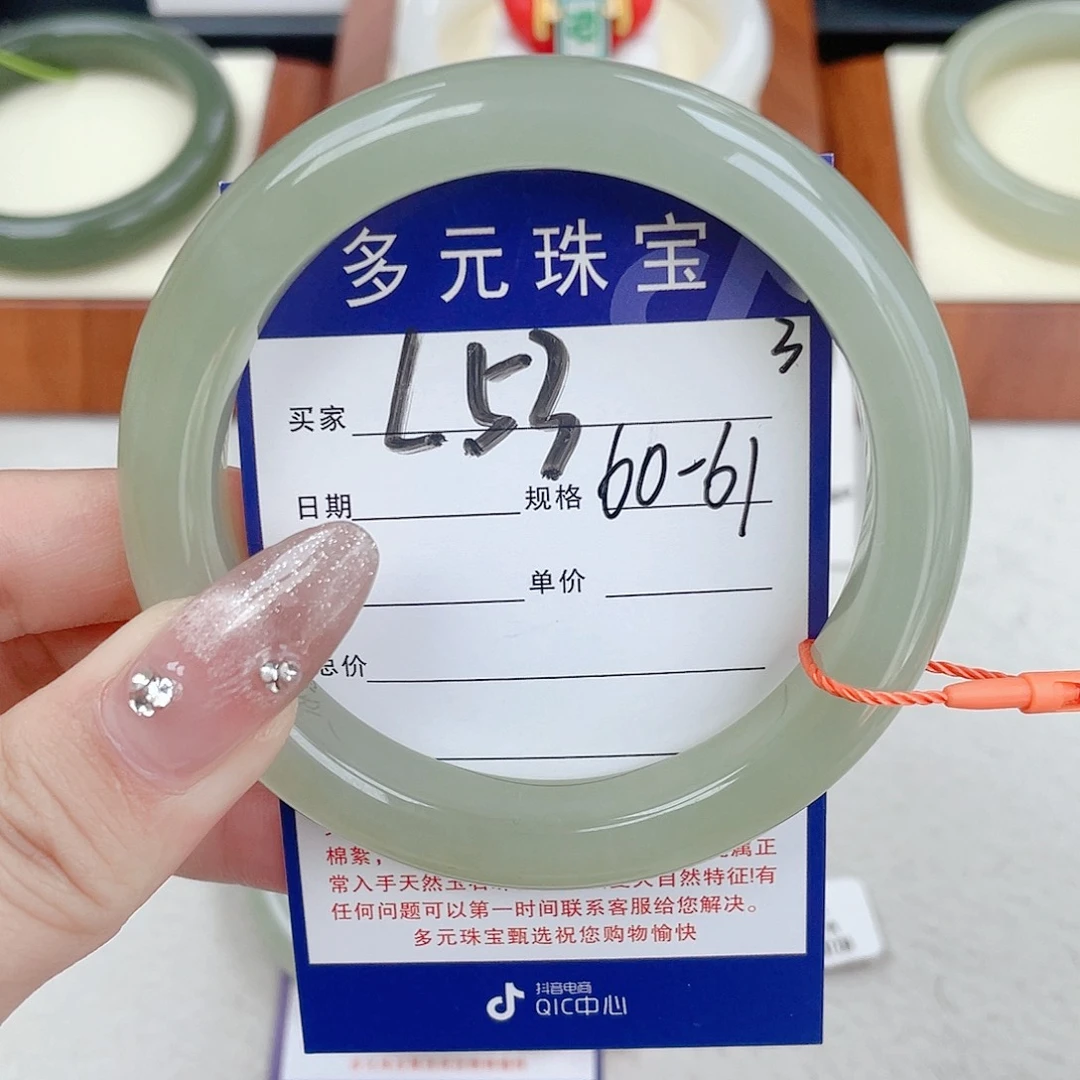 多元珠宝
3
买家 L53
日期 规格 60-61
单价
总价
棉絮， 属正
常入手天然玉石 自然特征!有
任何问题可以第一时间联系客服给您解决。
多元珠宝甄选祝您购物愉快
抖音电商
QIC中心